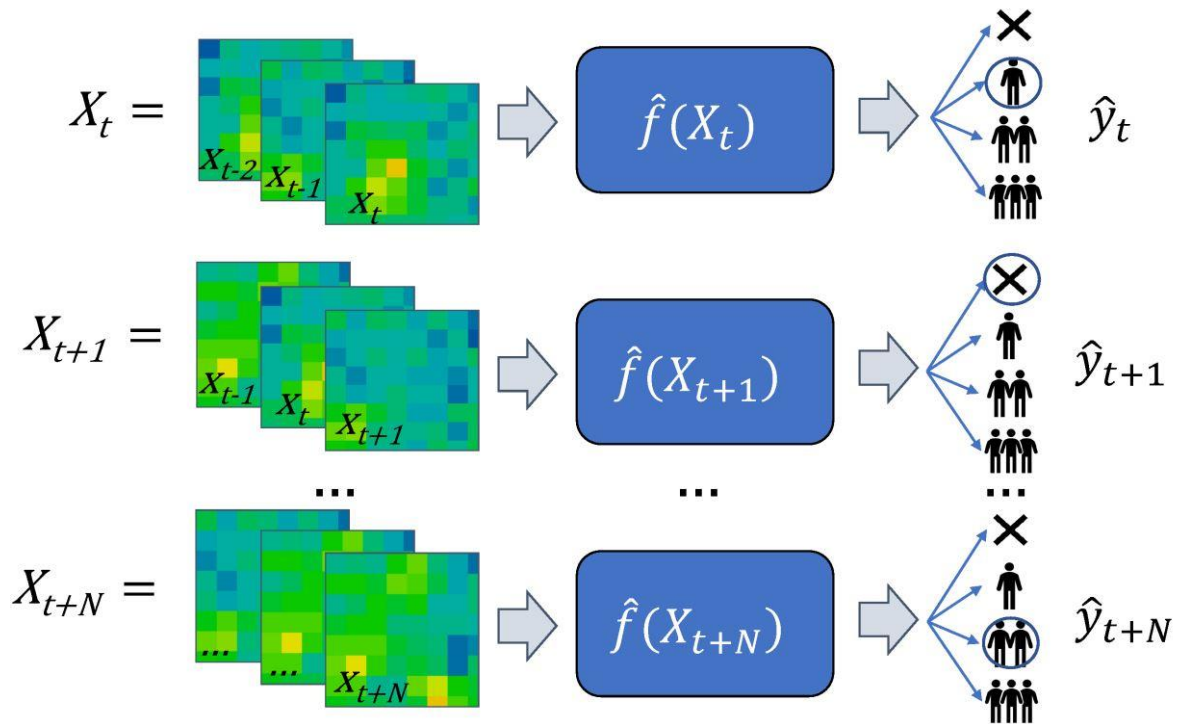 X_t =
x_{t-2}
x_{t-1}
x_t
f̂(X_t)
ŷ_t
X_{t+1} =
x_{t-1}
x_t
x_{t+1}
f̂(X_{t+1})
ŷ_{t+1}
... ... ...
X_{t+N} =
...
...
x_{t+N}
f̂(X_{t+N})
ŷ_{t+N}